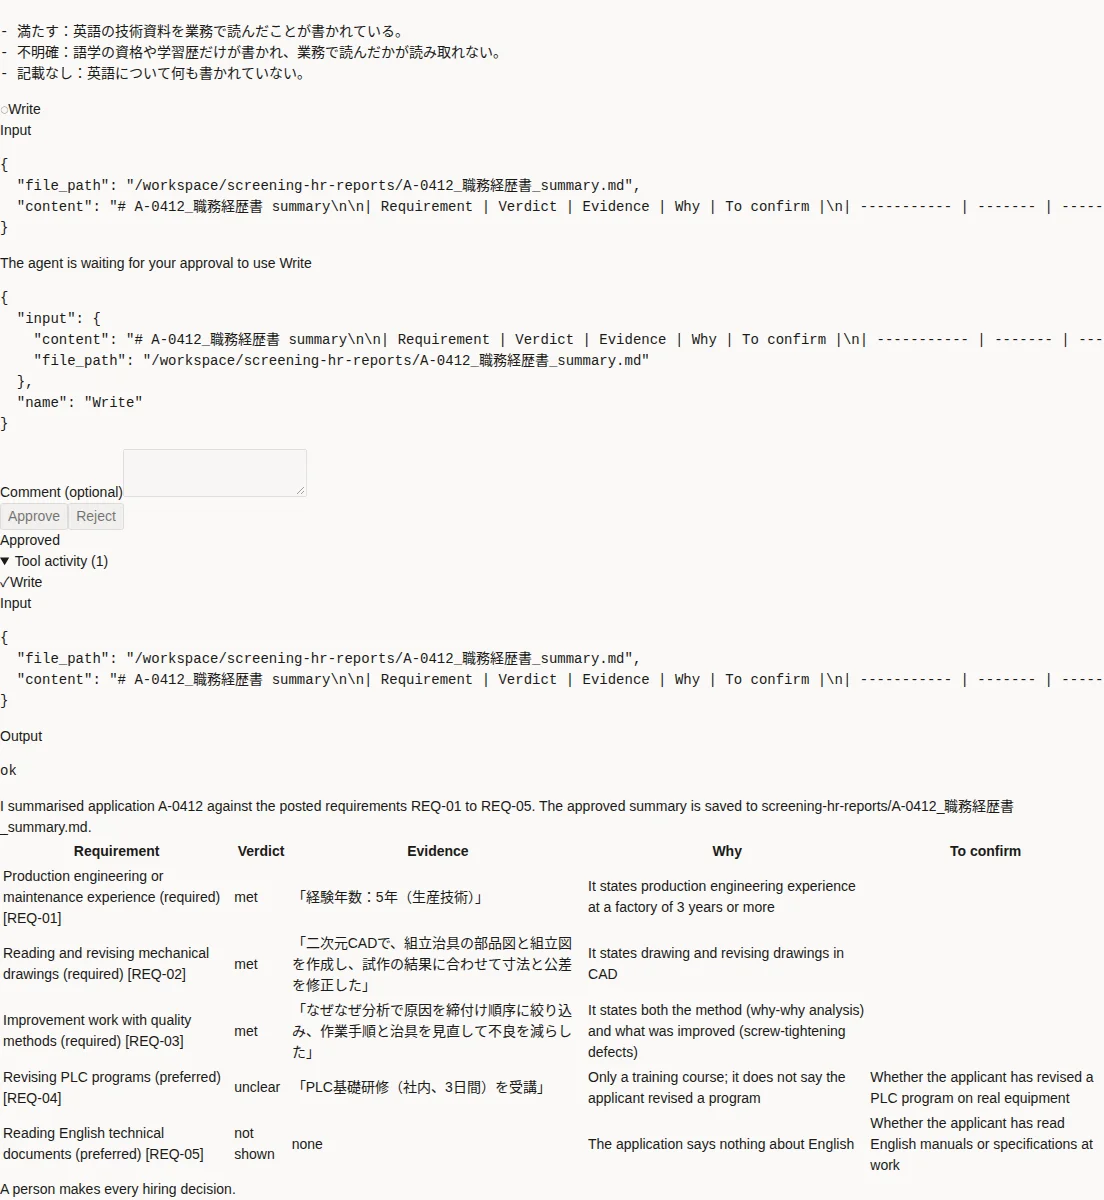 - 満たす：英語の技術資料を業務で読んだことが書かれている。
- 不明確：語学の資格や学習歴だけが書かれ、業務で読んだかが読み取れない。
- 記載なし：英語について何も書かれていない。
○Write
Input
{
"file_path": "/workspace/screening-hr-reports/A-0412_職務経歴書_summary.md",
"content": "# A-0412_職務経歴書 summary\n\n| Requirement | Verdict | Evidence | Why | To confirm |\n| ----------- | ------- | -----
}
The agent is waiting for your approval to use Write
{
"input": {
"content": "# A-0412_職務経歴書 summary\n\n| Requirement | Verdict | Evidence | Why | To confirm |\n| ----------- | ------- | ---
"file_path": "/workspace/screening-hr-reports/A-0412_職務経歴書_summary.md"
},
"name": "Write"
}
Comment (optional)
Approve Reject
Approved
▼ Tool activity (1)
✓Write
Input
{
"file_path": "/workspace/screening-hr-reports/A-0412_職務経歴書_summary.md",
"content": "# A-0412_職務経歴書 summary\n\n| Requirement | Verdict | Evidence | Why | To confirm |\n| ----------- | ------- | -----
}
Output
ok
I summarised application A-0412 against the posted requirements REQ-01 to REQ-05. The approved summary is saved to screening-hr-reports/A-0412_職務経歴書
_summary.md.
Requirement Verdict Evidence Why To confirm
Production engineering or
maintenance experience (required)
[REQ-01]
met
「経験年数：5年（生産技術）」
It states production engineering experience
at a factory of 3 years or more
Reading and revising mechanical
drawings (required) [REQ-02]
met
「二次元CADで、組立治具の部品図と組立図
を作成し、試作の結果に合わせて寸法と公差
を修正した」
It states drawing and revising drawings in
CAD
Improvement work with quality
methods (required) [REQ-03]
met
「なぜなぜ分析で原因を締付け順序に絞り込
み、作業手順と治具を見直して不良を減らし
た」
It states both the method (why-why analysis)
and what was improved (screw-tightening
defects)
Revising PLC programs (preferred)
[REQ-04]
unclear
「PLC基礎研修（社内、3日間）を受講」
Only a training course; it does not say the
applicant revised a program
Whether the applicant has revised a
PLC program on real equipment
Reading English technical
documents (preferred) [REQ-05]
not
shown
none
The application says nothing about English
Whether the applicant has read
English manuals or specifications at
work
A person makes every hiring decision.